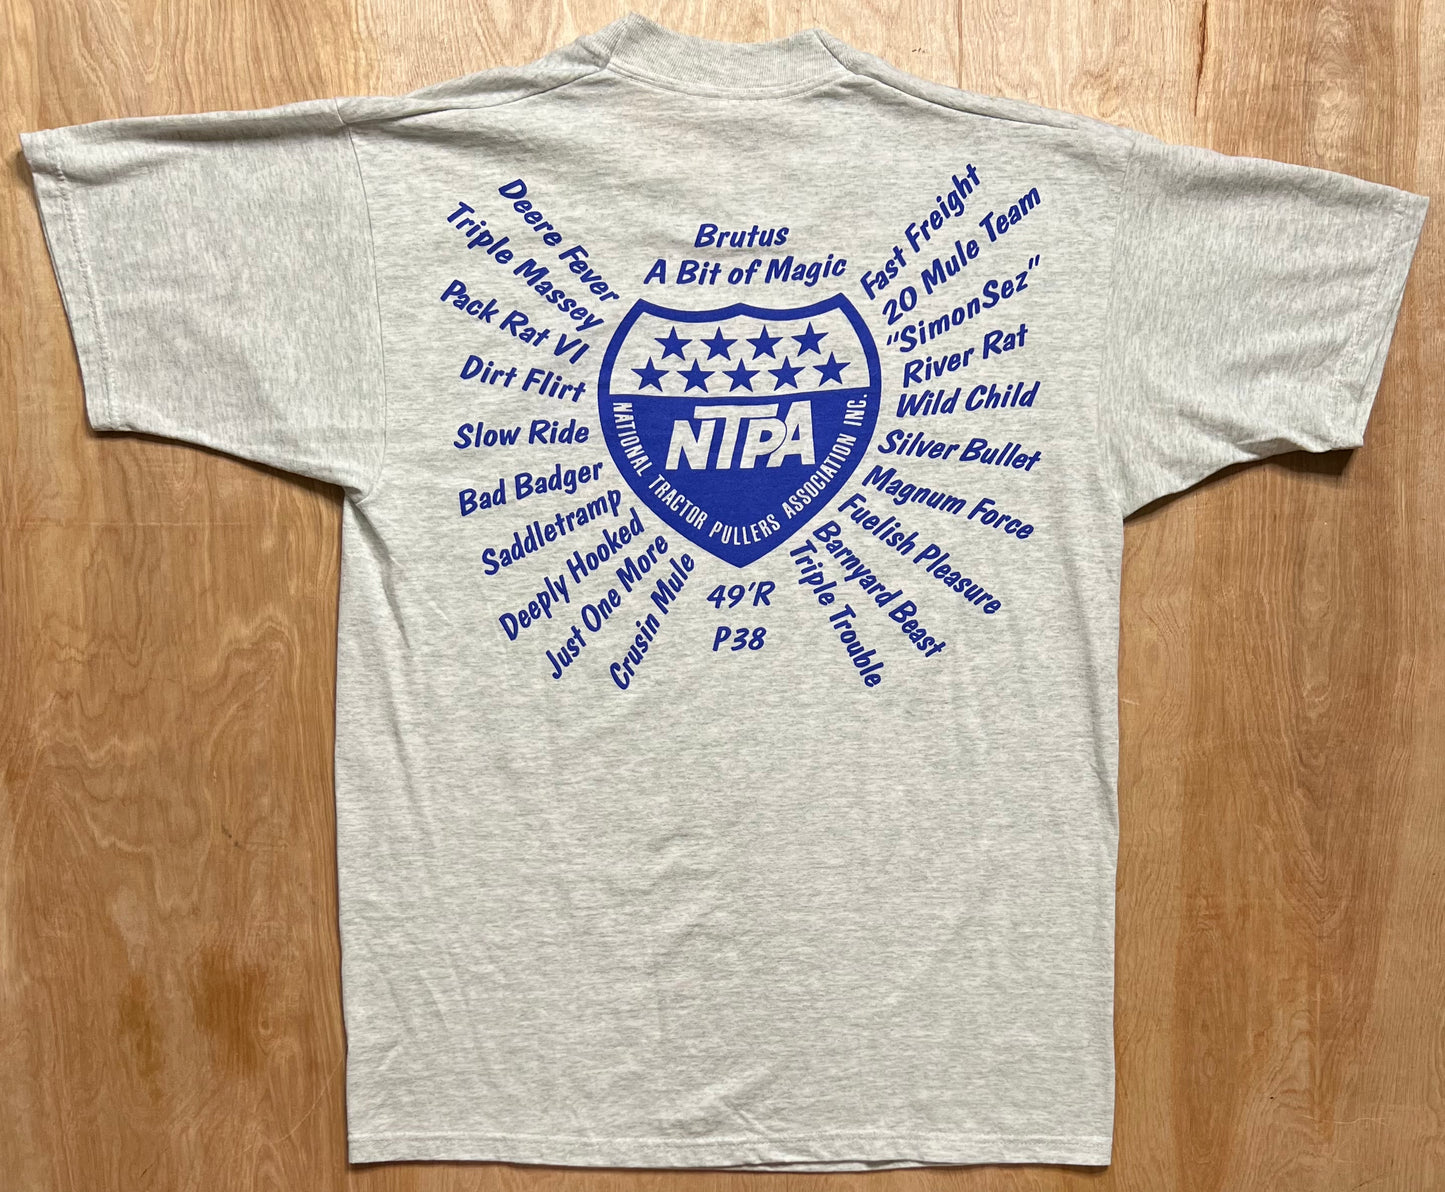 Brutus
A Bit of Magic
Deere Fever
Triple Massey
Pack Rat VI
Dirt Flirt
Slow Ride
Bad Badger
Saddletramp
Deeply Hooked
Just One More
Crusin Mule
NTPA
NATIONAL TRACTOR PULLERS ASSOCIATION INC.
49'R
P38
Fast Freight
20 Mule Team
"SimonSez"
River Rat
Wild Child
Silver Bullet
Magnum Force
Fuelish Pleasure
Barnyard Beast
Triple Trouble